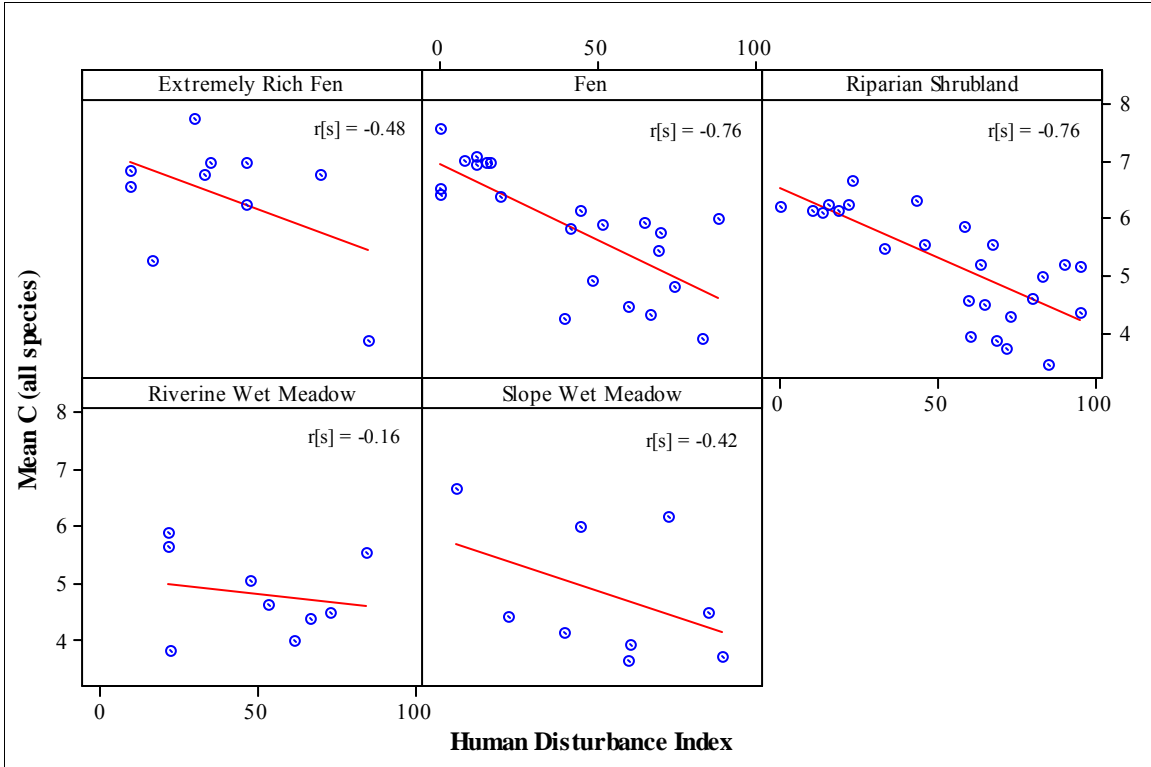 0 50 100
Extremely Rich Fen Fen Riparian Shrubland
r[s] = -0.48 r[s] = -0.76 r[s] = -0.76
8
7
6
5
4
Mean C (all species)
Riverine Wet Meadow Slope Wet Meadow
0 50 100
r[s] = -0.16 r[s] = -0.42
8
7
6
5
4
0 50 100
Human Disturbance Index